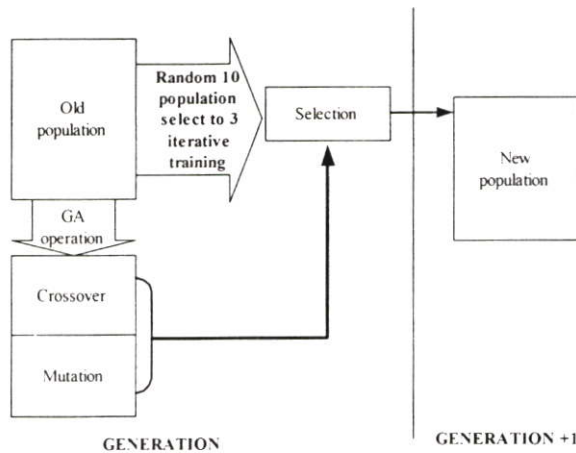 Old
population
Random 10
population
select to 3
iterative
training
Selection
New
population
GA
operation
Crossover
Mutation
GENERATION
GENERATION +1